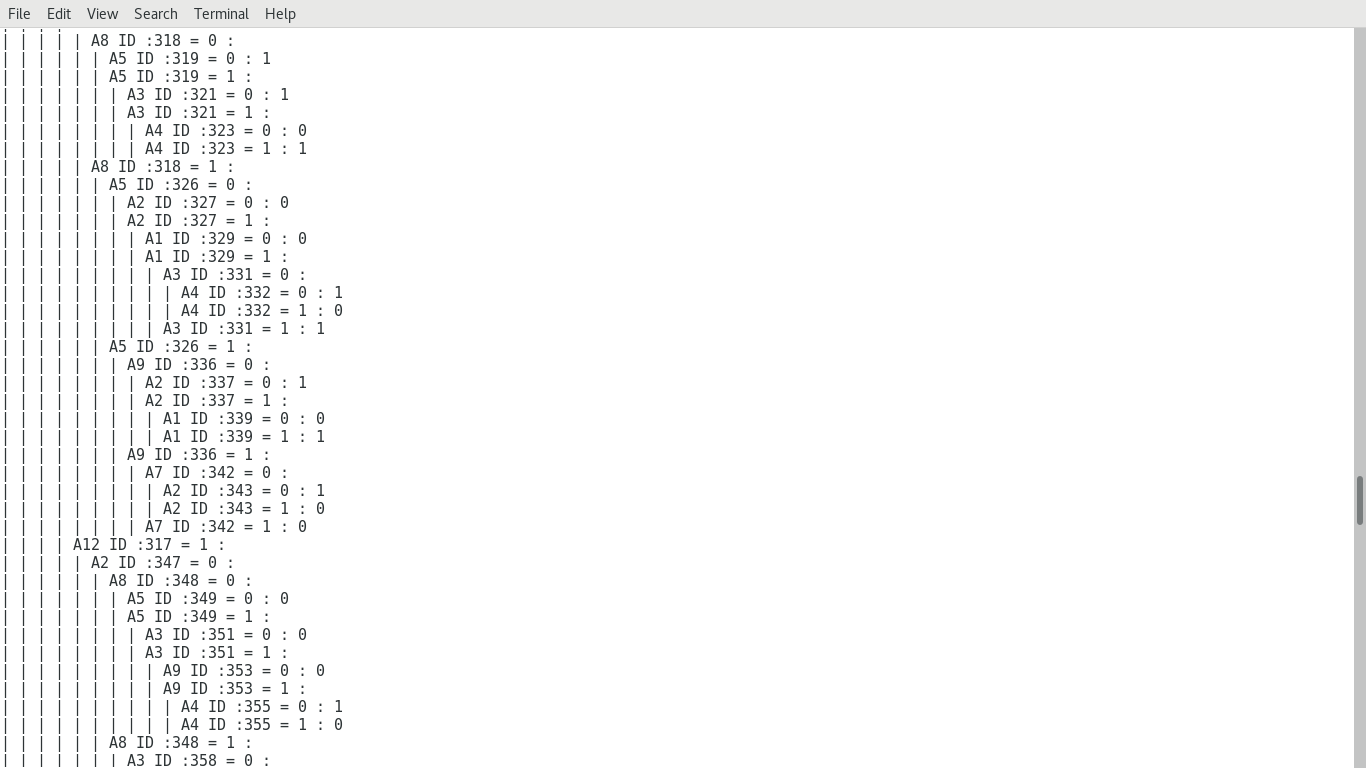 File Edit View Search Terminal Help
| | | | | A8 ID :318 = 0 :
| | | | | | A5 ID :319 = 0 : 1
| | | | | | A5 ID :319 = 1 :
| | | | | | | A3 ID :321 = 0 : 1
| | | | | | | A3 ID :321 = 1 :
| | | | | | | | A4 ID :323 = 0 : 0
| | | | | | | | A4 ID :323 = 1 : 1
| | | | | A8 ID :318 = 1 :
| | | | | | A5 ID :326 = 0 :
| | | | | | | A2 ID :327 = 0 : 0
| | | | | | | A2 ID :327 = 1 :
| | | | | | | | A1 ID :329 = 0 : 0
| | | | | | | | A1 ID :329 = 1 :
| | | | | | | | | A3 ID :331 = 0 :
| | | | | | | | | | A4 ID :332 = 0 : 1
| | | | | | | | | | A4 ID :332 = 1 : 0
| | | | | | | | | A3 ID :331 = 1 : 1
| | | | | | A5 ID :326 = 1 :
| | | | | | | A9 ID :336 = 0 :
| | | | | | | | A2 ID :337 = 0 : 1
| | | | | | | | A2 ID :337 = 1 :
| | | | | | | | | A1 ID :339 = 0 : 0
| | | | | | | | | A1 ID :339 = 1 : 1
| | | | | | | A9 ID :336 = 1 :
| | | | | | | | A7 ID :342 = 0 :
| | | | | | | | | A2 ID :343 = 0 : 1
| | | | | | | | | A2 ID :343 = 1 : 0
| | | | | | | | A7 ID :342 = 1 : 0
| | | | A12 ID :317 = 1 :
| | | | | A2 ID :347 = 0 :
| | | | | | A8 ID :348 = 0 :
| | | | | | | A5 ID :349 = 0 : 0
| | | | | | | A5 ID :349 = 1 :
| | | | | | | | A3 ID :351 = 0 : 0
| | | | | | | | A3 ID :351 = 1 :
| | | | | | | | | A9 ID :353 = 0 : 0
| | | | | | | | | A9 ID :353 = 1 :
| | | | | | | | | | A4 ID :355 = 0 : 1
| | | | | | | | | | A4 ID :355 = 1 : 0
| | | | | | A8 ID :348 = 1 :
| | | | | | | A3 ID :358 = 0 :